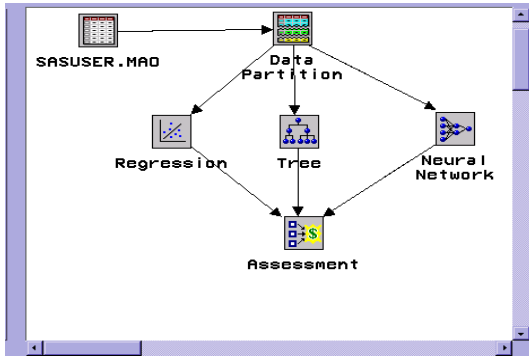 SASUSER.MAO
Data
Partition
Regression
Tree
Neural
Network
Assessment